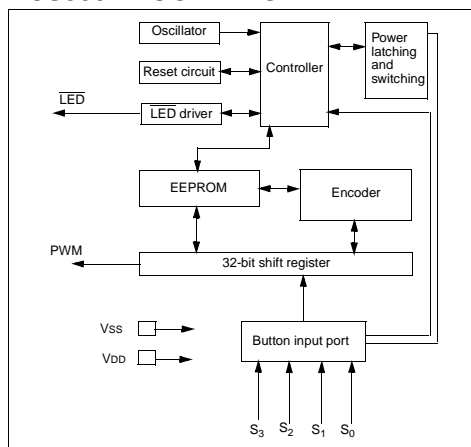 Oscillator
Reset circuit
LED
LED driver
Controller
Power
latching
and
switching
EEPROM
Encoder
PWM
32-bit shift register
VSS
VDD
Button input port
S3 S2 S1 S0